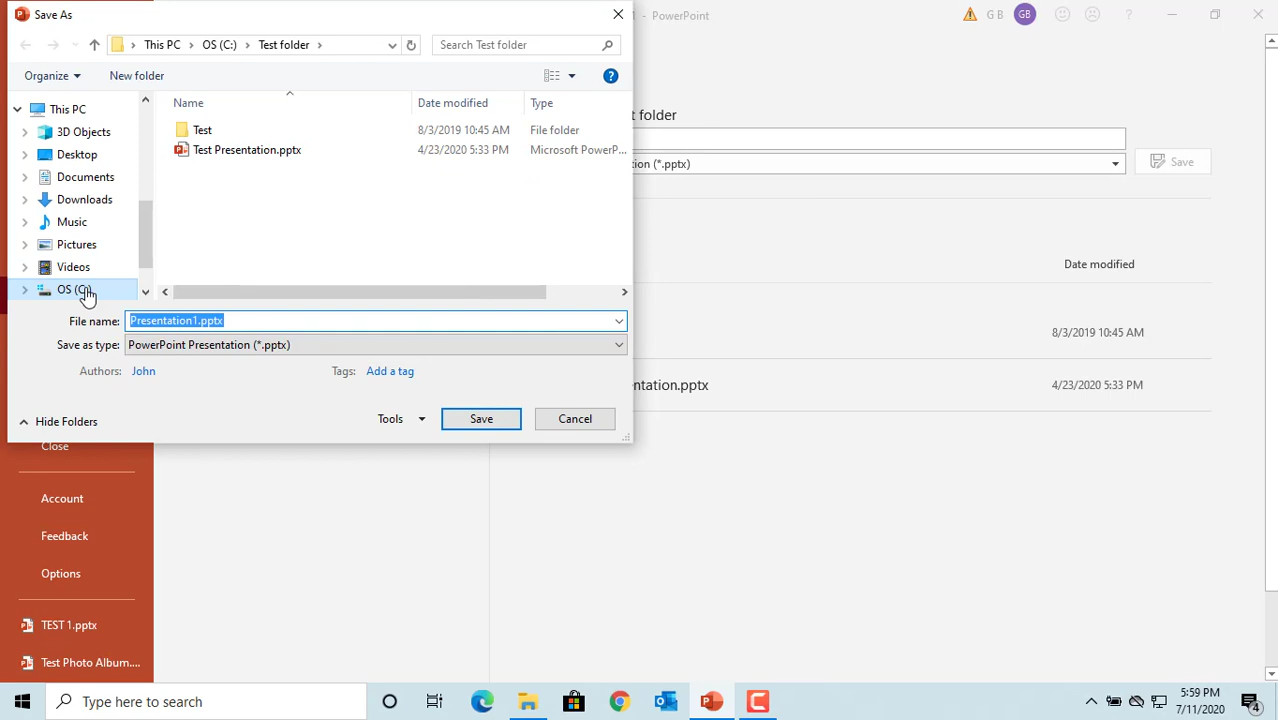 Save As
1 - PowerPoint
G B
GB
This PC > OS (C:) > Test folder >
Search Test folder
Organize
New folder
This PC
3D Objects
Desktop
Documents
Downloads
Music
Pictures
Videos
OS (C:)
Name
Date modified
Type
Test
8/3/2019 10:45 AM
File folder
Test Presentation.pptx
4/23/2020 5:33 PM
Microsoft PowerP...
File name:
Presentation1.pptx
Save as type:
PowerPoint Presentation (*.pptx)
Authors:
John
Tags:
Add a tag
Hide Folders
Tools
Save
Cancel
t folder
tion (*.pptx)
Save
Date modified
8/3/2019 10:45 AM
entation.pptx
4/23/2020 5:33 PM
Close
Account
Feedback
Options
TEST 1.pptx
Test Photo Album....
Type here to search
5:59 PM
7/11/2020
4